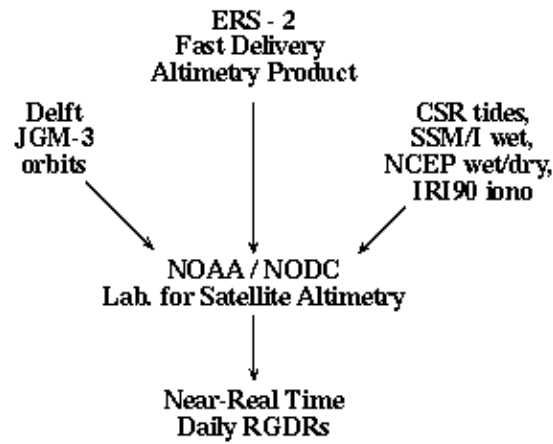 ERS - 2
Fast Delivery
Altimetry Product
Delft
JGM-3
orbits
CSR tides,
SSM/I wet,
NCEP wet/dry,
IRI90 iono
NOAA / NODC
Lab. for Satellite Altimetry
Near-Real Time
Daily RGDRs